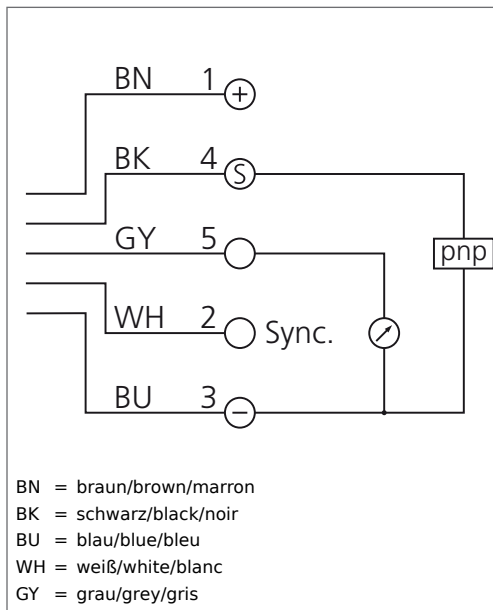 BN 1 +
BK 4 S
pnp
GY 5
WH 2 Sync.
BU 3 −
BN = braun/brown/marron
BK = schwarz/black/noir
BU = blau/blue/bleu
WH = weiß/white/blanc
GY = grau/grey/gris